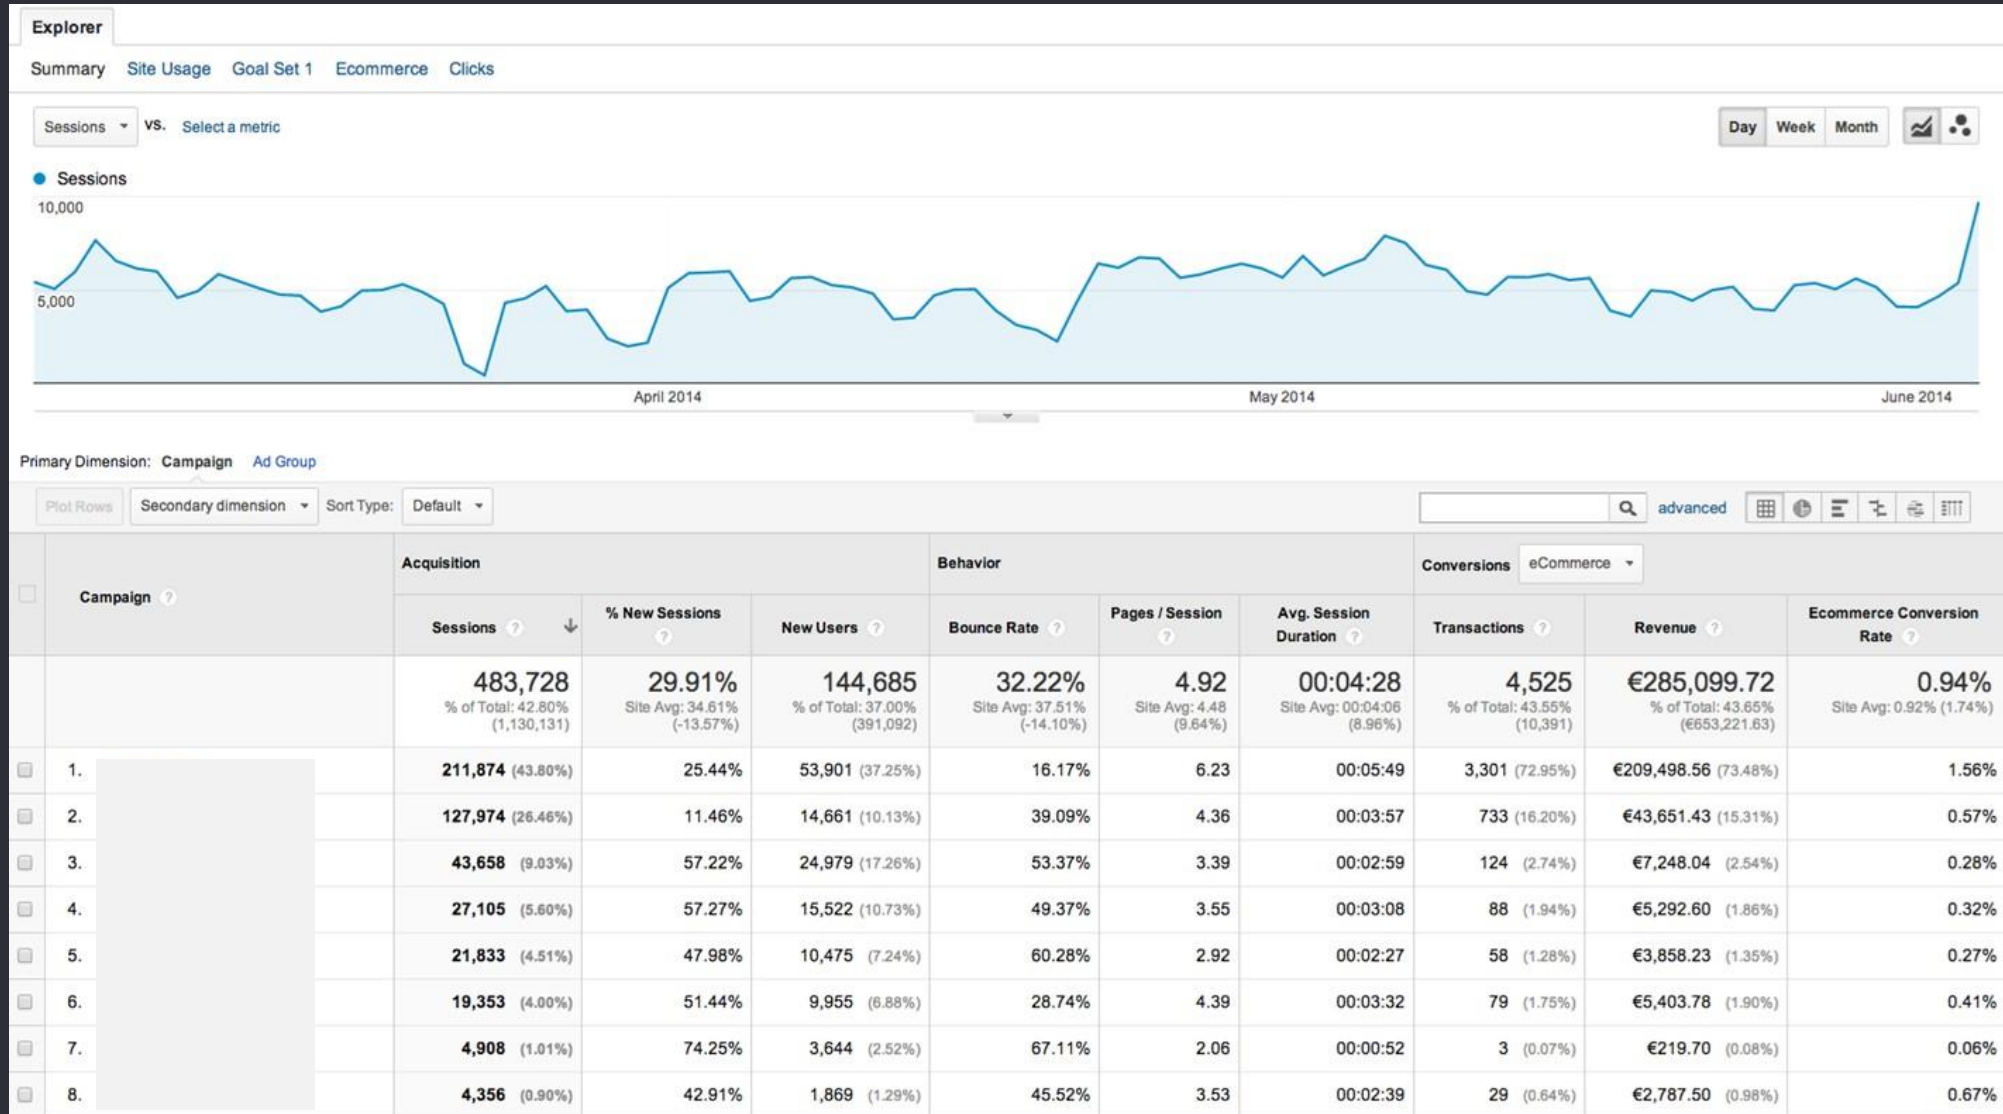 Explorer
Summary Site Usage Goal Set 1 Ecommerce Clicks
Sessions VS. Select a metric
Day Week Month
Sessions
10,000
5,000
April 2014 May 2014 June 2014
Primary Dimension: Campaign Ad Group
Plot Rows Secondary dimension Sort Type: Default advanced
Acquisition Behavior Conversions eCommerce
Campaign ?
Sessions ? % New Sessions ? New Users ? Bounce Rate ? Pages / Session ? Avg. Session Duration ? Transactions ? Revenue ? Ecommerce Conversion Rate ?
483,728 29.91% 144,685 32.22% 4.92 00:04:28 4,525 €285,099.72 0.94%
% of Total: 42.80% Site Avg: 34.61% % of Total: 37.00% Site Avg: 37.51% Site Avg: 4.48 Site Avg: 00:04:06 % of Total: 43.55% % of Total: 43.65% Site Avg: 0.92% (1.74%)
(1,130,131) (-13.57%) (391,092) (-14.10%) (9.64%) (8.96%) (10,391) (€653,221.63)
1. 211,874 (43.80%) 25.44% 53,901 (37.25%) 16.17% 6.23 00:05:49 3,301 (72.95%) €209,498.56 (73.48%) 1.56%
2. 127,974 (26.46%) 11.46% 14,661 (10.13%) 39.09% 4.36 00:03:57 733 (16.20%) €43,651.43 (15.31%) 0.57%
3. 43,658 (9.03%) 57.22% 24,979 (17.26%) 53.37% 3.39 00:02:59 124 (2.74%) €7,248.04 (2.54%) 0.28%
4. 27,105 (5.60%) 57.27% 15,522 (10.73%) 49.37% 3.55 00:03:08 88 (1.94%) €5,292.60 (1.86%) 0.32%
5. 21,833 (4.51%) 47.98% 10,475 (7.24%) 60.28% 2.92 00:02:27 58 (1.28%) €3,858.23 (1.35%) 0.27%
6. 19,353 (4.00%) 51.44% 9,955 (6.88%) 28.74% 4.39 00:03:32 79 (1.75%) €5,403.78 (1.90%) 0.41%
7. 4,908 (1.01%) 74.25% 3,644 (2.52%) 67.11% 2.06 00:00:52 3 (0.07%) €219.70 (0.08%) 0.06%
8. 4,356 (0.90%) 42.91% 1,869 (1.29%) 45.52% 3.53 00:02:39 29 (0.64%) €2,787.50 (0.98%) 0.67%